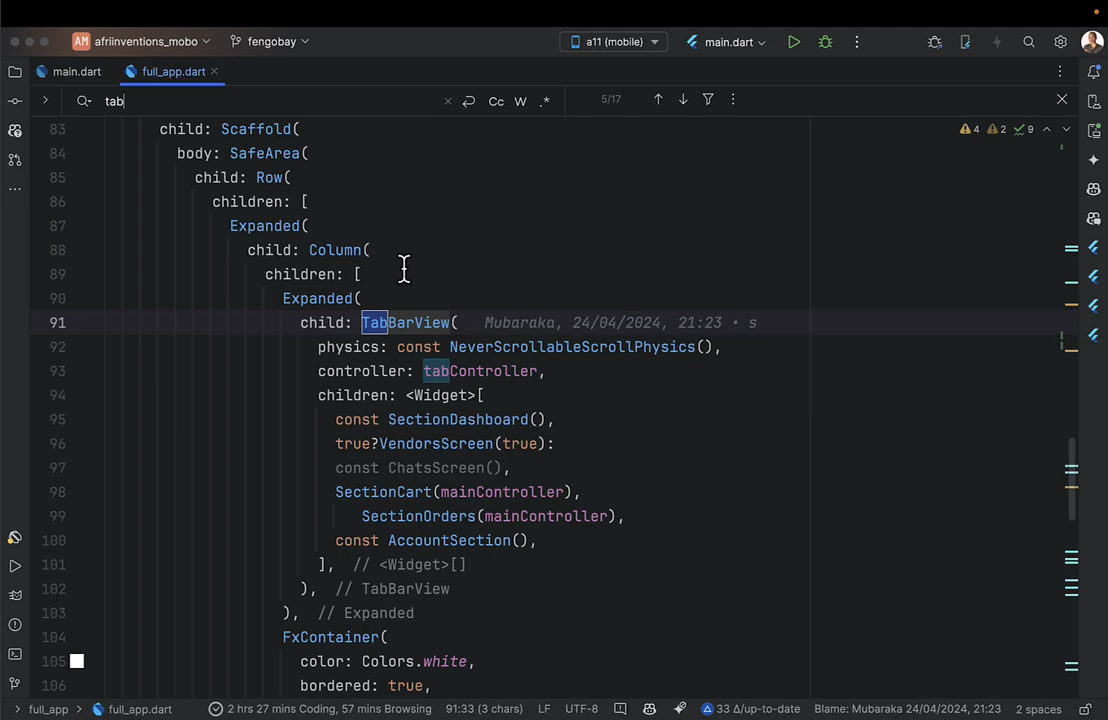 AM afriinventions_mobo fengobay a11 (mobile) main.dart
main.dart full_app.dart
tab Cc W .* 5/17
83 child: Scaffold( 4 2 9
84 body: SafeArea(
85 child: Row(
86 children: [
87 Expanded(
88 child: Column(
89 children: [
90 Expanded(
91 child: TabBarView( Mubaraka, 24/04/2024, 21:23 • s
92 physics: const NeverScrollableScrollPhysics(),
93 controller: tabController,
94 children: <Widget>[
95 const SectionDashboard(),
96 true?VendorsScreen(true):
97 const ChatsScreen(),
98 SectionCart(mainController),
99 SectionOrders(mainController),
100 const AccountSection(),
101 ], // <Widget>[]
102 ), // TabBarView
103 ), // Expanded
104 FxContainer(
105 color: Colors.white,
106 bordered: true,
full_app full_app.dart 2 hrs 27 mins Coding, 57 mins Browsing 91:33 (3 chars) LF UTF-8 33 Δ/up-to-date Blame: Mubaraka 24/04/2024, 21:23 2 spaces